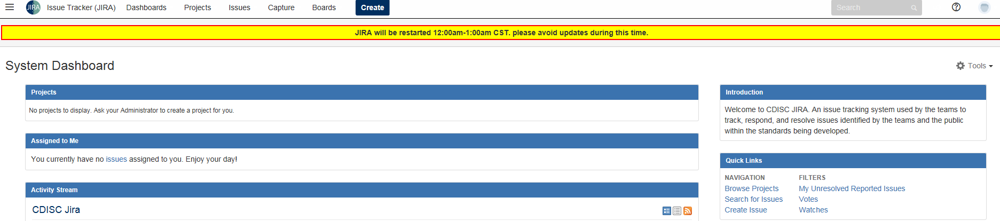 JIRA Issue Tracker (JIRA) Dashboards Projects Issues Capture Boards Create Search
JIRA will be restarted 12:00am-1:00am CST. please avoid updates during this time.
System Dashboard
Tools
Projects
No projects to display. Ask your Administrator to create a project for you.
Assigned to Me
You currently have no issues assigned to you. Enjoy your day!
Activity Stream
CDISC Jira
Introduction
Welcome to CDISC JIRA. An issue tracking system used by the teams to
track, respond, and resolve issues identified by the teams and the public
within the standards being developed.
Quick Links
NAVIGATION
Browse Projects
Search for Issues
Create Issue
FILTERS
My Unresolved Reported Issues
Votes
Watches